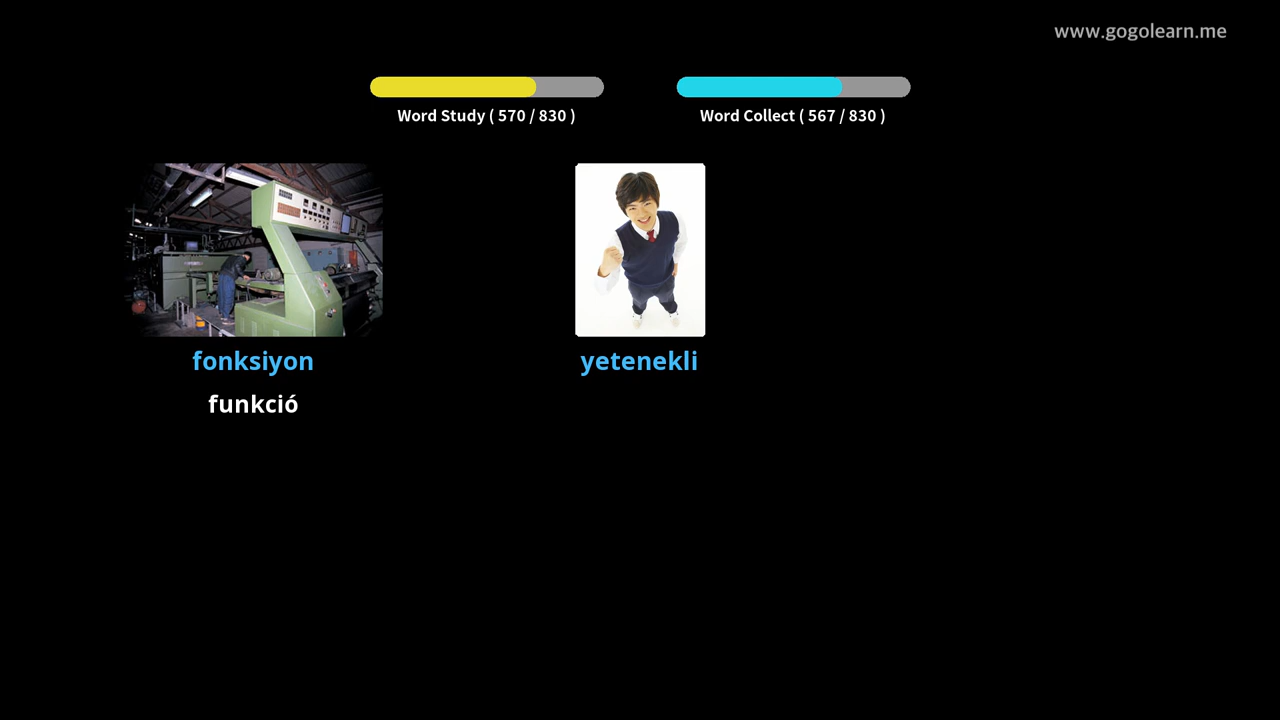 www.gogolearn.me
Word Study ( 570 / 830 )
Word Collect ( 567 / 830 )
fonksiyon
yetenekli
funkció